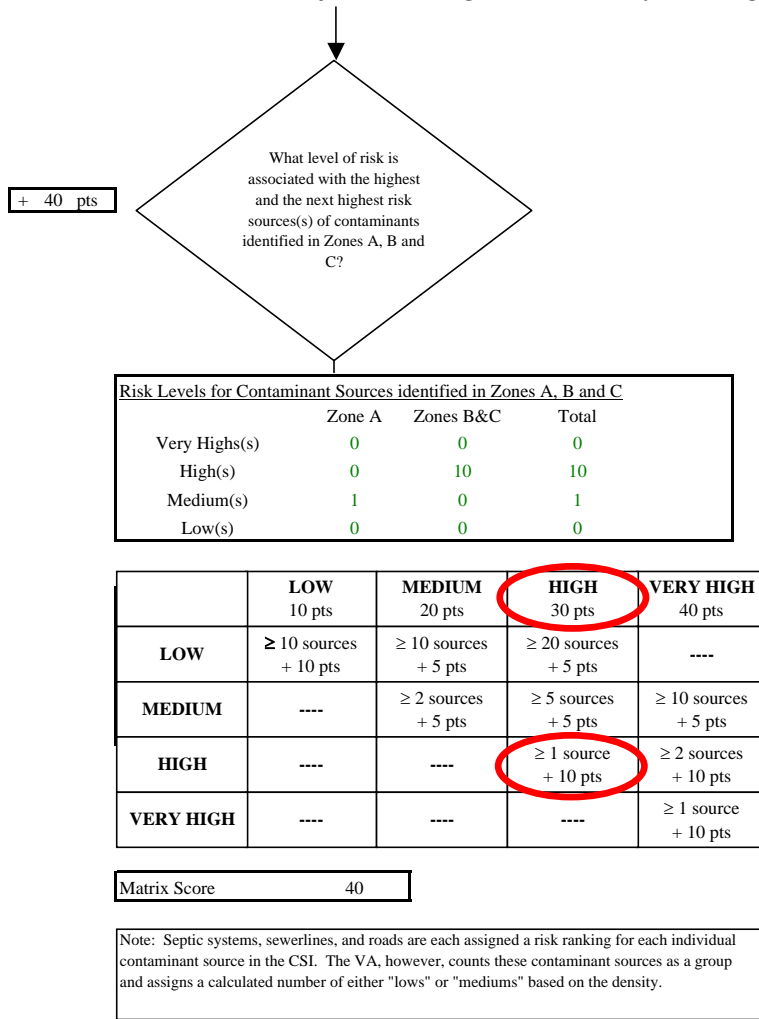 What level of risk is
associated with the highest
and the next highest risk
sources(s) of contaminants
identified in Zones A, B and
C?
+ 40 pts
Risk Levels for Contaminant Sources identified in Zones A, B and C
Zone A Zones B&C Total
Very Highs(s) 0 0 0
High(s) 0 10 10
Medium(s) 1 0 1
Low(s) 0 0 0
LOW MEDIUM HIGH VERY HIGH
10 pts 20 pts 30 pts 40 pts
LOW ≥ 10 sources + 10 pts ≥ 10 sources + 5 pts ≥ 20 sources + 5 pts ----
MEDIUM ---- ≥ 2 sources + 5 pts ≥ 5 sources + 5 pts ≥ 10 sources + 5 pts
HIGH ---- ---- ≥ 1 source + 10 pts ≥ 2 sources + 10 pts
VERY HIGH ---- ---- ---- ≥ 1 source + 10 pts
Matrix Score 40
Note: Septic systems, sewerlines, and roads are each assigned a risk ranking for each individual
contaminant source in the CSI. The VA, however, counts these contaminant sources as a group
and assigns a calculated number of either "lows" or "mediums" based on the density.